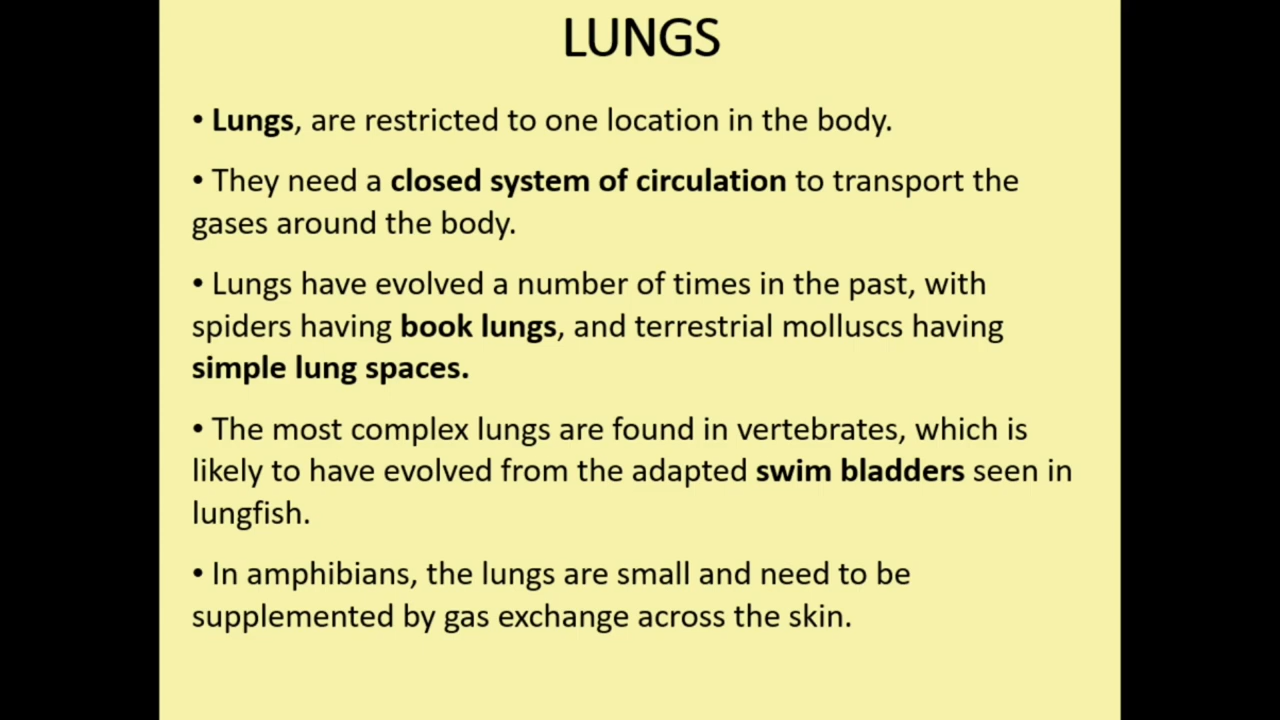 LUNGS
• Lungs, are restricted to one location in the body.
• They need a closed system of circulation to transport the
gases around the body.
• Lungs have evolved a number of times in the past, with
spiders having book lungs, and terrestrial molluscs having
simple lung spaces.
• The most complex lungs are found in vertebrates, which is
likely to have evolved from the adapted swim bladders seen in
lungfish.
• In amphibians, the lungs are small and need to be
supplemented by gas exchange across the skin.